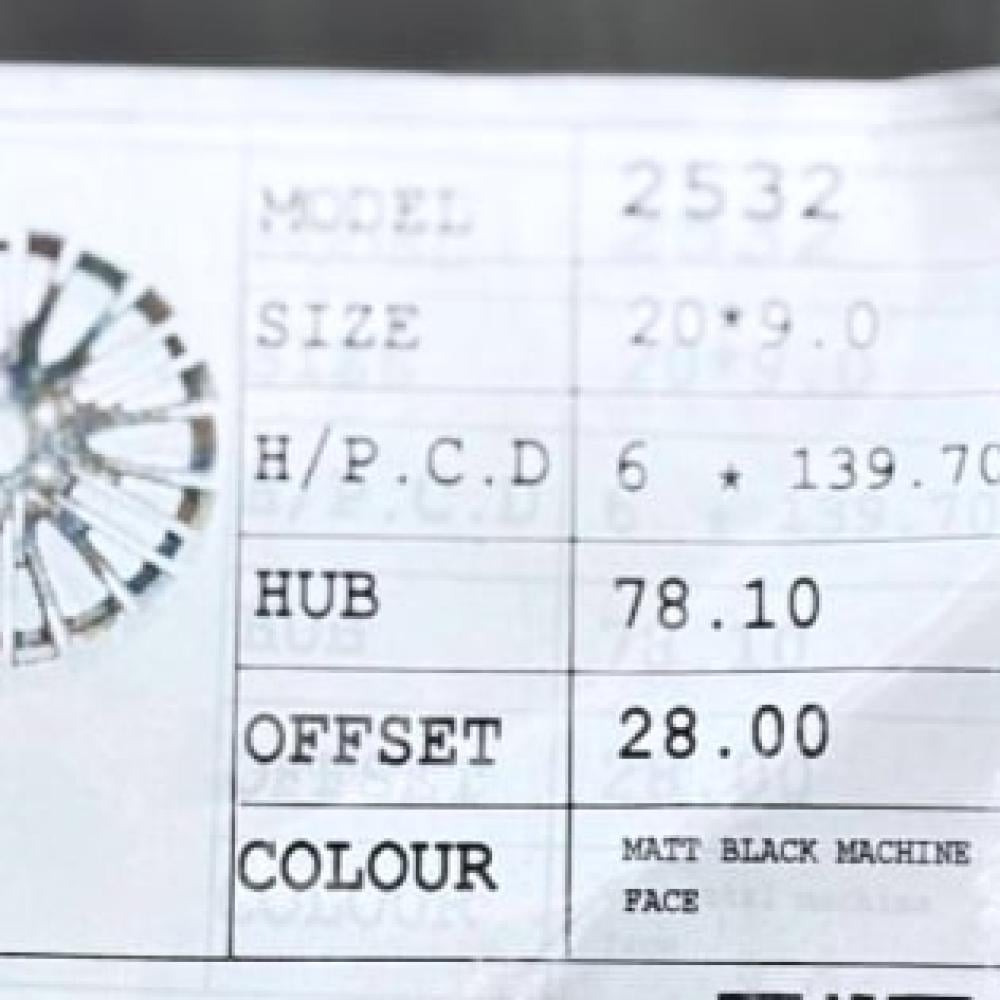 MODEL 2532
SIZE 20*9.0
H/P.C.D 6 * 139.70
HUB 78.10
OFFSET 28.00
COLOUR MATT BLACK MACHINE
FACE